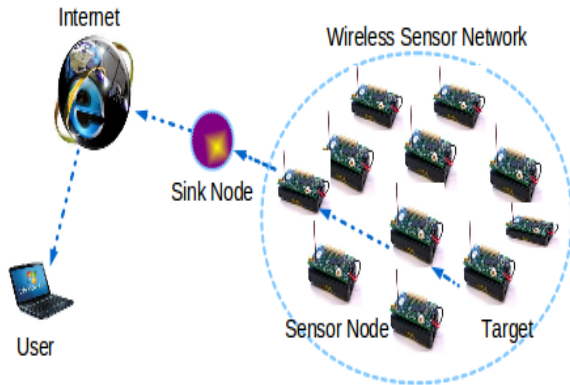 Internet
Wireless Sensor Network
Sink Node
Sensor Node
Target
User